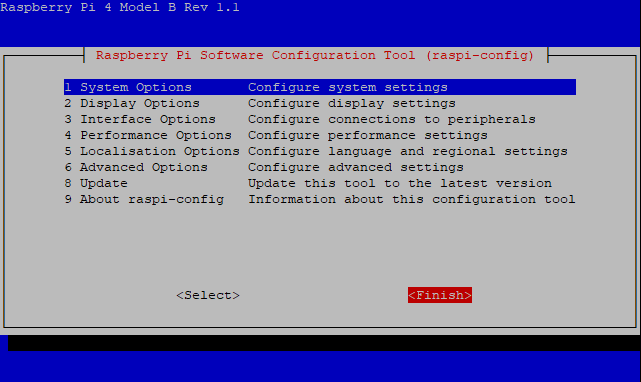 Raspberry Pi 4 Model B Rev 1.1
Raspberry Pi Software Configuration Tool (raspi-config)
1 System Options Configure system settings
2 Display Options Configure display settings
3 Interface Options Configure connections to peripherals
4 Performance Options Configure performance settings
5 Localisation Options Configure language and regional settings
6 Advanced Options Configure advanced settings
8 Update Update this tool to the latest version
9 About raspi-config Information about this configuration tool
<Select> <Finish>